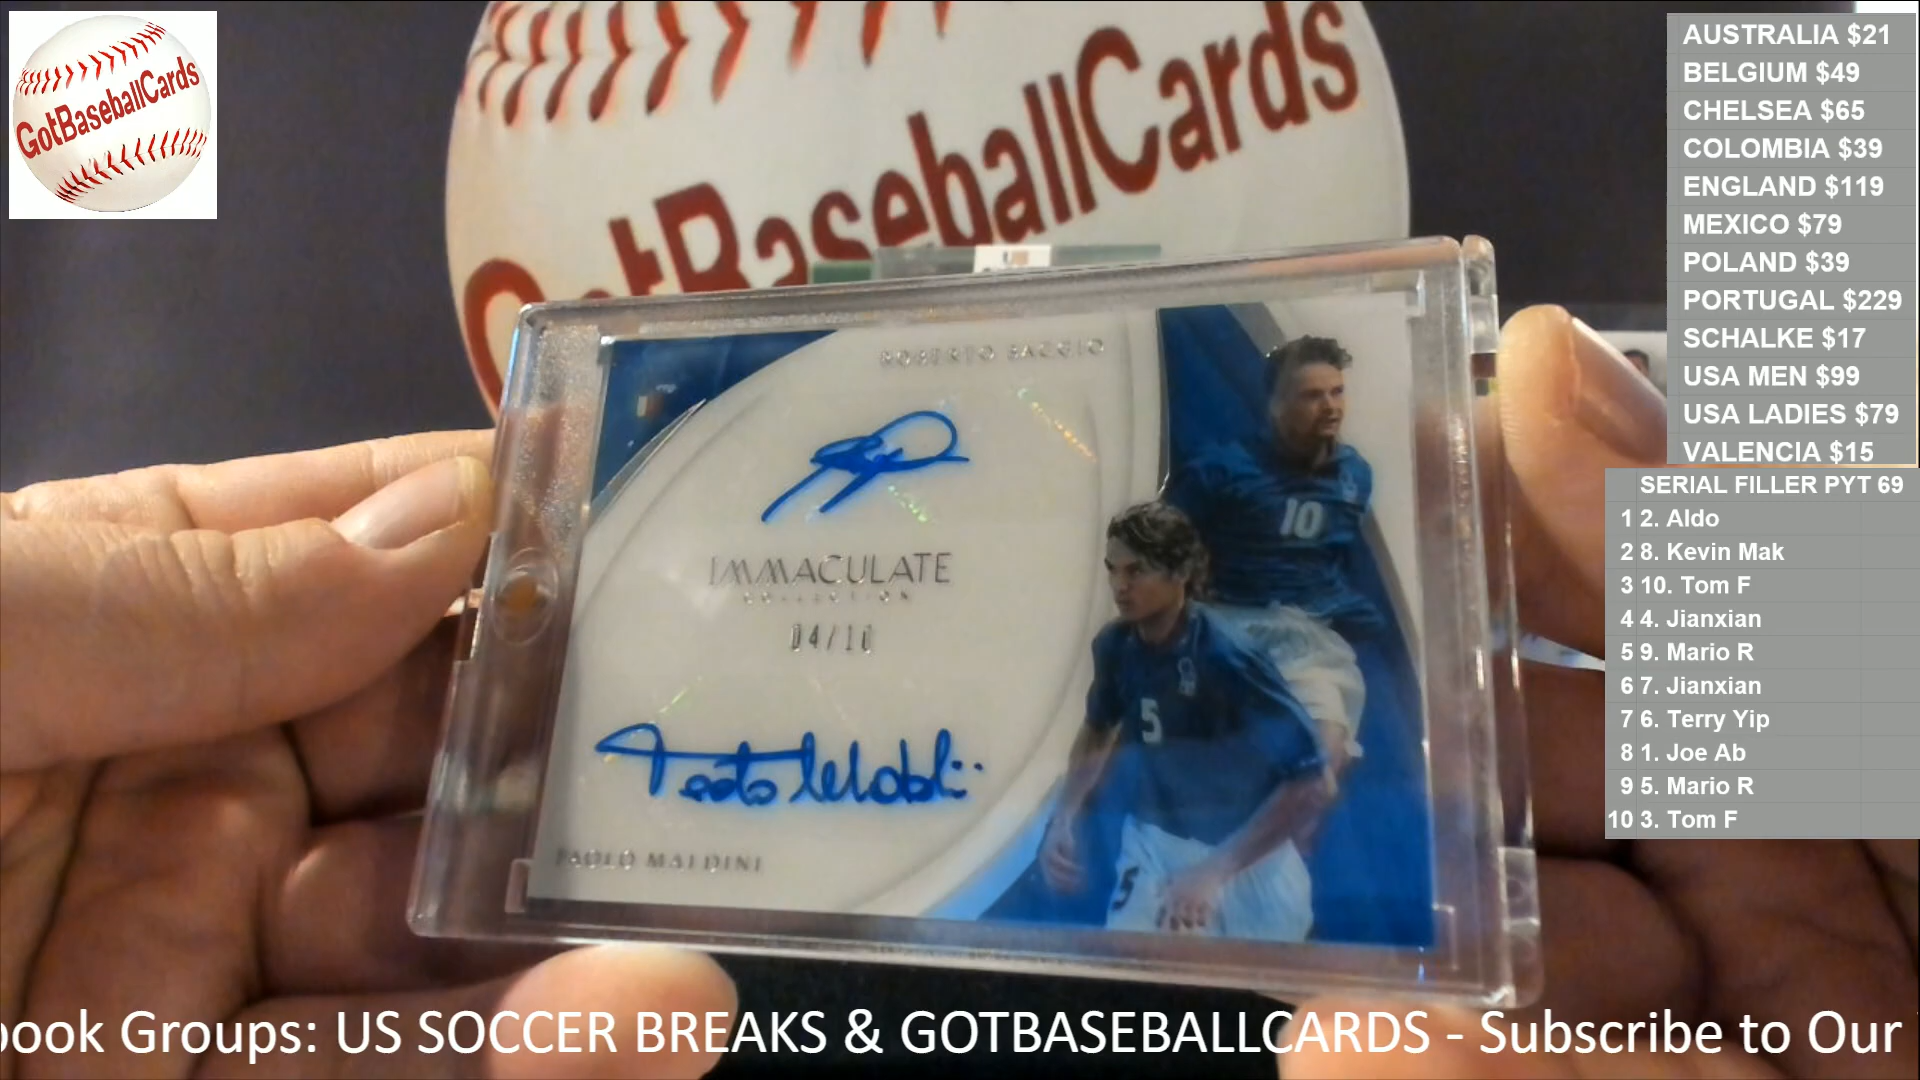 GotBaseballCards
GotBaseballCards
ROBERTO BAGGIO
IMMACULATE
COLLECTION
04/10
PAOLO MALDINI
10
5
5
AUSTRALIA $21
BELGIUM $49
CHELSEA $65
COLOMBIA $39
ENGLAND $119
MEXICO $79
POLAND $39
PORTUGAL $229
SCHALKE $17
USA MEN $99
USA LADIES $79
VALENCIA $15
SERIAL FILLER PYT 69
1 2. Aldo
2 8. Kevin Mak
3 10. Tom F
4 4. Jianxian
5 9. Mario R
6 7. Jianxian
7 6. Terry Yip
8 1. Joe Ab
9 5. Mario R
10 3. Tom F
book Groups: US SOCCER BREAKS & GOTBASEBALLCARDS - Subscribe to Our